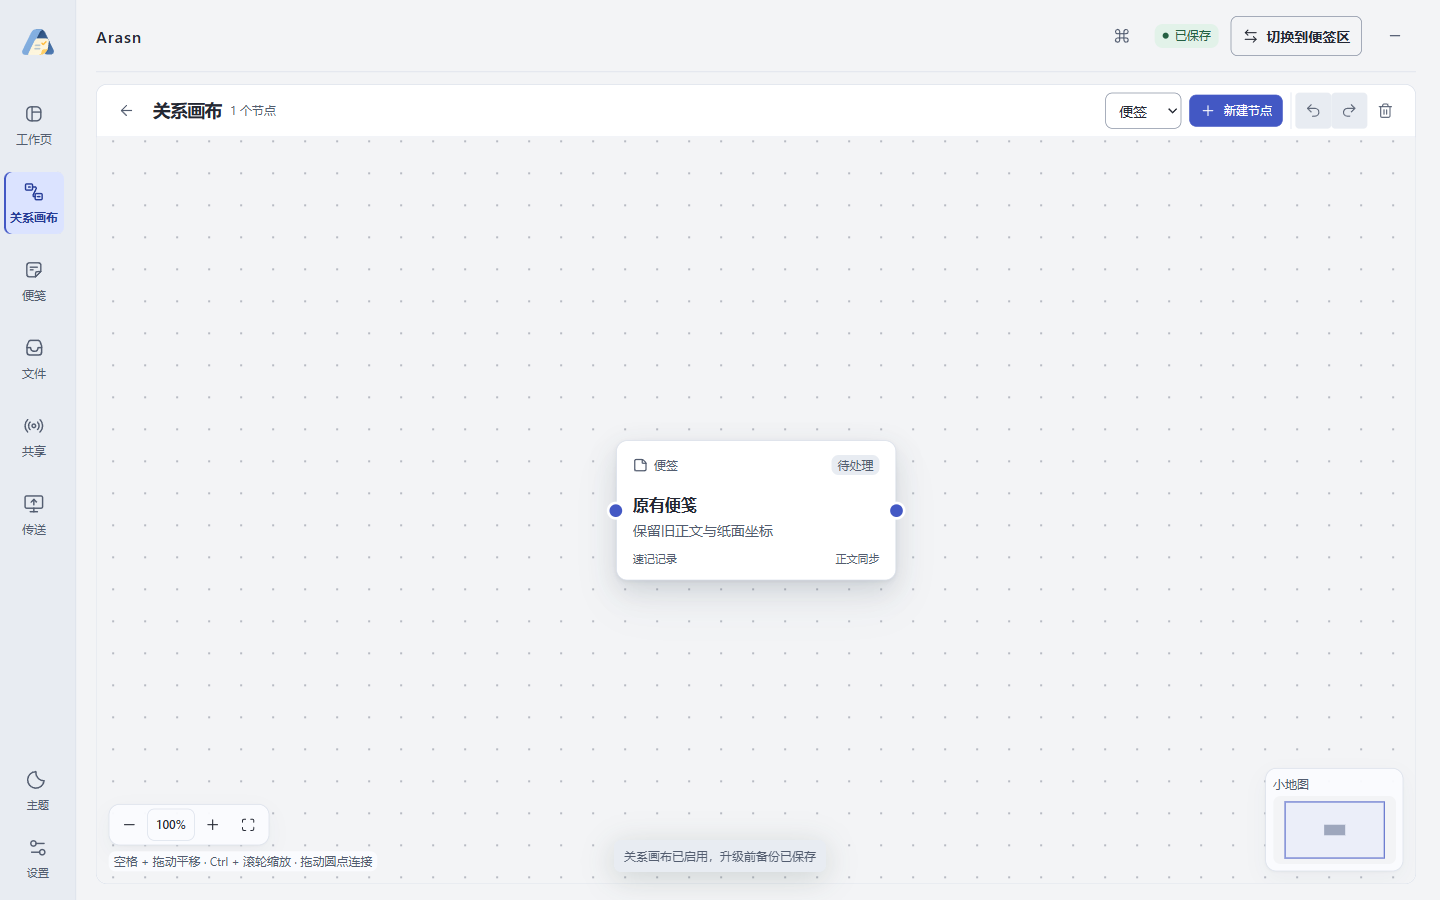 Arasn
已保存
切换到便签区
工作页
关系画布
便笺
文件
共享
传送
主题
设置
关系画布 1 个节点
便签
新建节点
便签
待处理
原有便笺
保留旧正文与纸面坐标
速记记录
正文同步
100%
空格 + 拖动平移 · Ctrl + 滚轮缩放 · 拖动圆点连接
关系画布已启用，升级前备份已保存
小地图